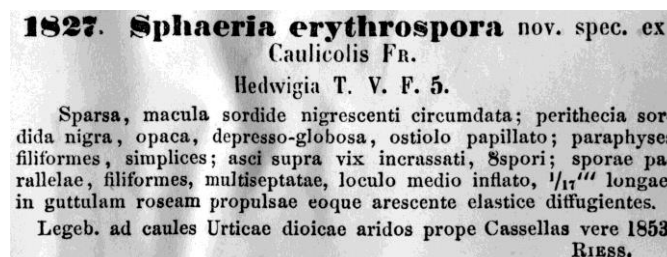 1827. Sphaeria erythrospora nov. spec. ex
Caulicolis FR.
Hedwigia T. V. F. 5.
Sparsa, macula sordide nigrescenti circumdata; perithecia sor-
dida nigra, opaca, depresso-globosa, ostiolo papillato; paraphyses
filiformes, simplices; asci supra vix incrassati, 8spori; sporae pa-
rallelae, filiformes, multiseptatae, loculo medio inflato, 1/17''' longae
in guttulam roseam propulsae eoque arescente elastice diffugientes.
Legeb. ad caules Urticae dioicae aridos prope Cassellas vere 1853
RIESS.